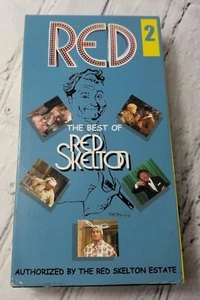 RED
2
THE BEST OF
RED
SKELTON
AUTHORIZED BY THE RED SKELTON ESTATE